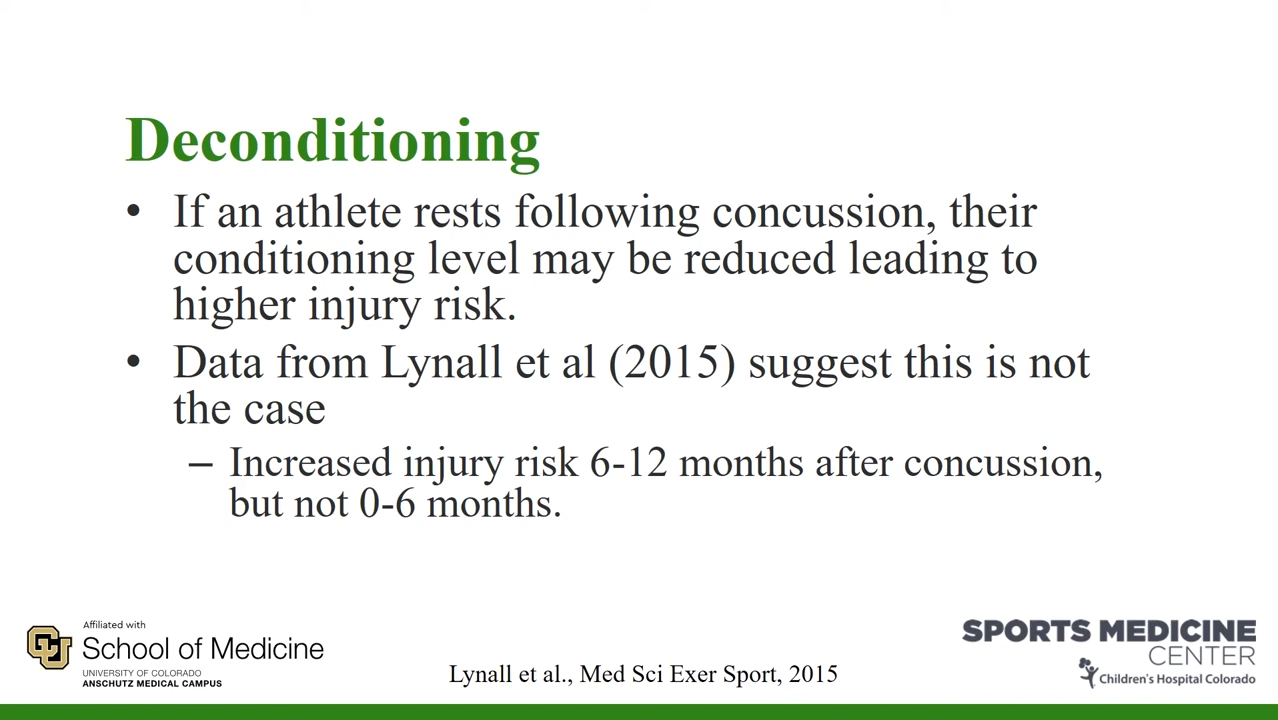 Deconditioning
• If an athlete rests following concussion, their
conditioning level may be reduced leading to
higher injury risk.
• Data from Lynall et al (2015) suggest this is not
the case
– Increased injury risk 6-12 months after concussion,
but not 0-6 months.
Affiliated with
CU
School of Medicine
UNIVERSITY OF COLORADO
ANSCHUTZ MEDICAL CAMPUS
Lynall et al., Med Sci Exer Sport, 2015
SPORTS MEDICINE
CENTER
Children's Hospital Colorado